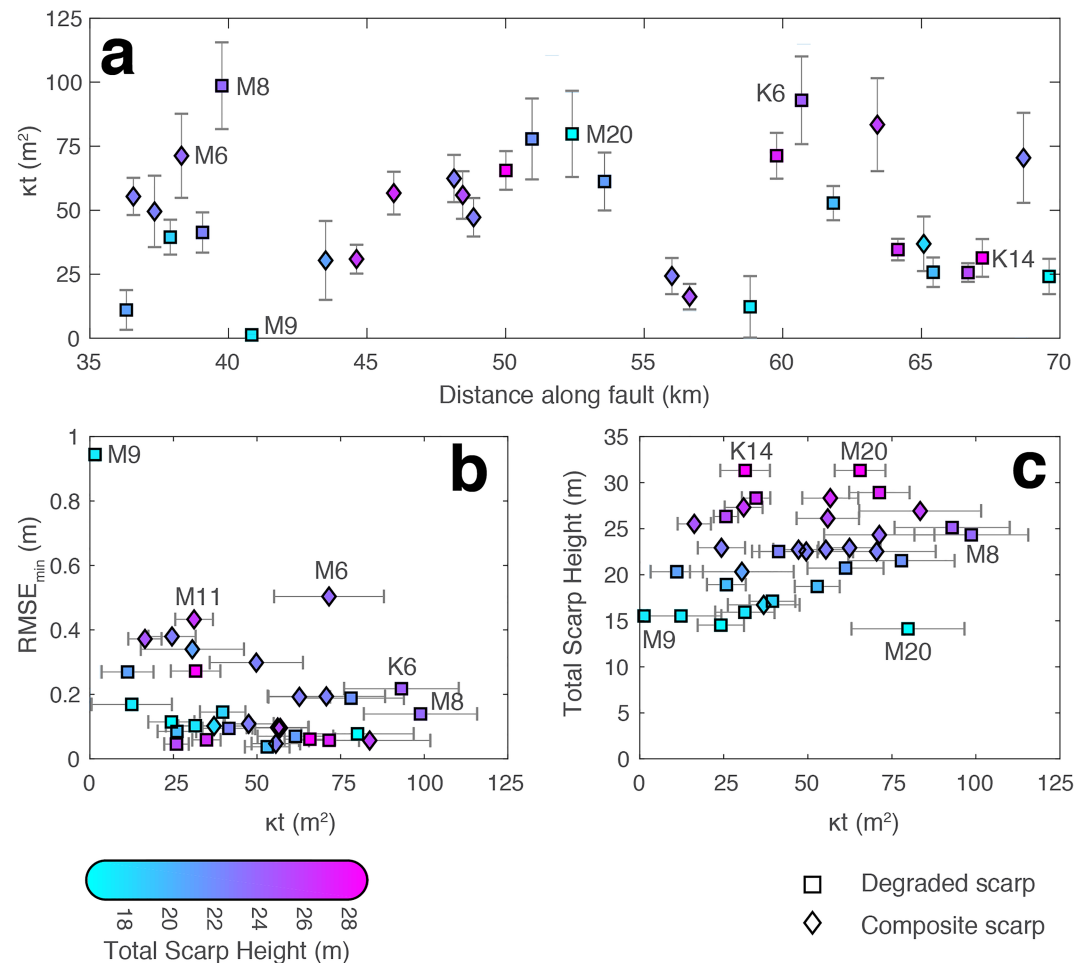 a
125
100
75
50
25
0
κt (m²)
M8
M6
M9
M20
K6
K14
35
40
45
50
55
60
65
70
Distance along fault (km)
b
1
0.8
0.6
0.4
0.2
0
RMSEmin (m)
M9
M6
M11
K6
M8
0
25
50
75
100
125
κt (m²)
c
35
30
25
20
15
10
5
0
Total Scarp Height (m)
K14
M20
M8
M9
M20
0
25
50
75
100
125
κt (m²)
18
20
22
24
26
28
Total Scarp Height (m)
Degraded scarp
Composite scarp